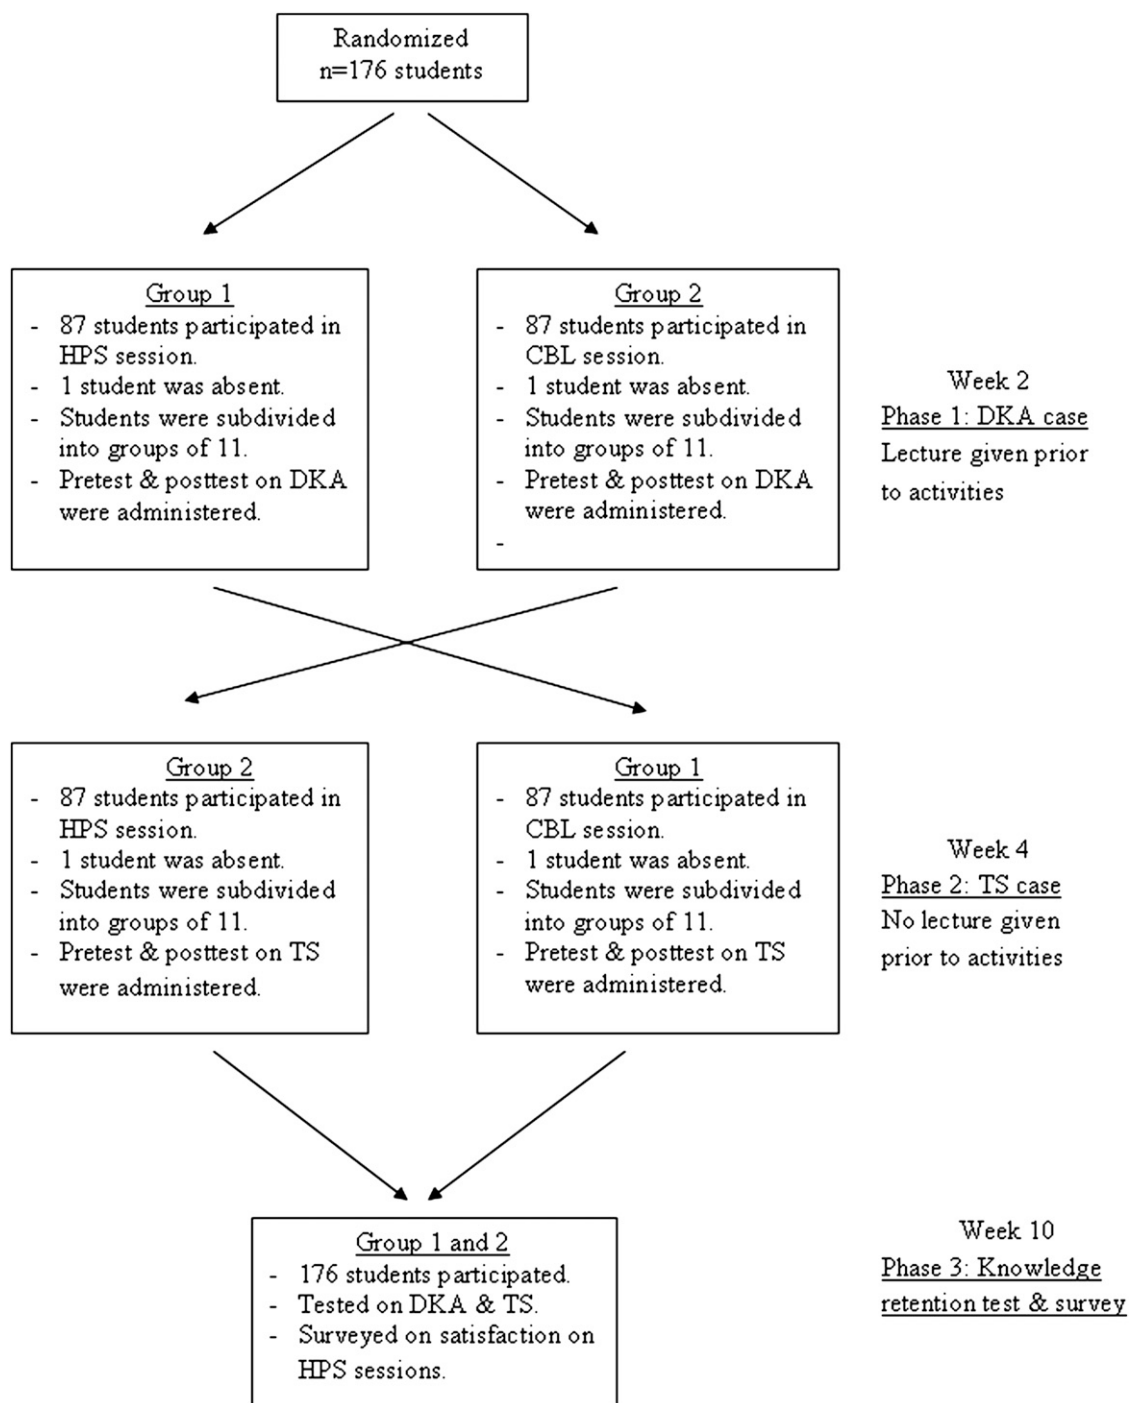 Randomized
n=176 students
Group 1
- 87 students participated in
HPS session.
- 1 student was absent.
- Students were subdivided
into groups of 11.
- Pretest & posttest on DKA
were administered.
Group 2
- 87 students participated in
CBL session.
- 1 student was absent.
- Students were subdivided
into groups of 11.
- Pretest & posttest on DKA
were administered.
-
Week 2
Phase 1: DKA case
Lecture given prior
to activities
Group 2
- 87 students participated in
HPS session.
- 1 student was absent.
- Students were subdivided
into groups of 11.
- Pretest & posttest on TS
were administered.
Group 1
- 87 students participated in
CBL session.
- 1 student was absent.
- Students were subdivided
into groups of 11.
- Pretest & posttest on TS
were administered.
Week 4
Phase 2: TS case
No lecture given
prior to activities
Group 1 and 2
- 176 students participated.
- Tested on DKA & TS.
- Surveyed on satisfaction on
HPS sessions.
Week 10
Phase 3: Knowledge
retention test & survey